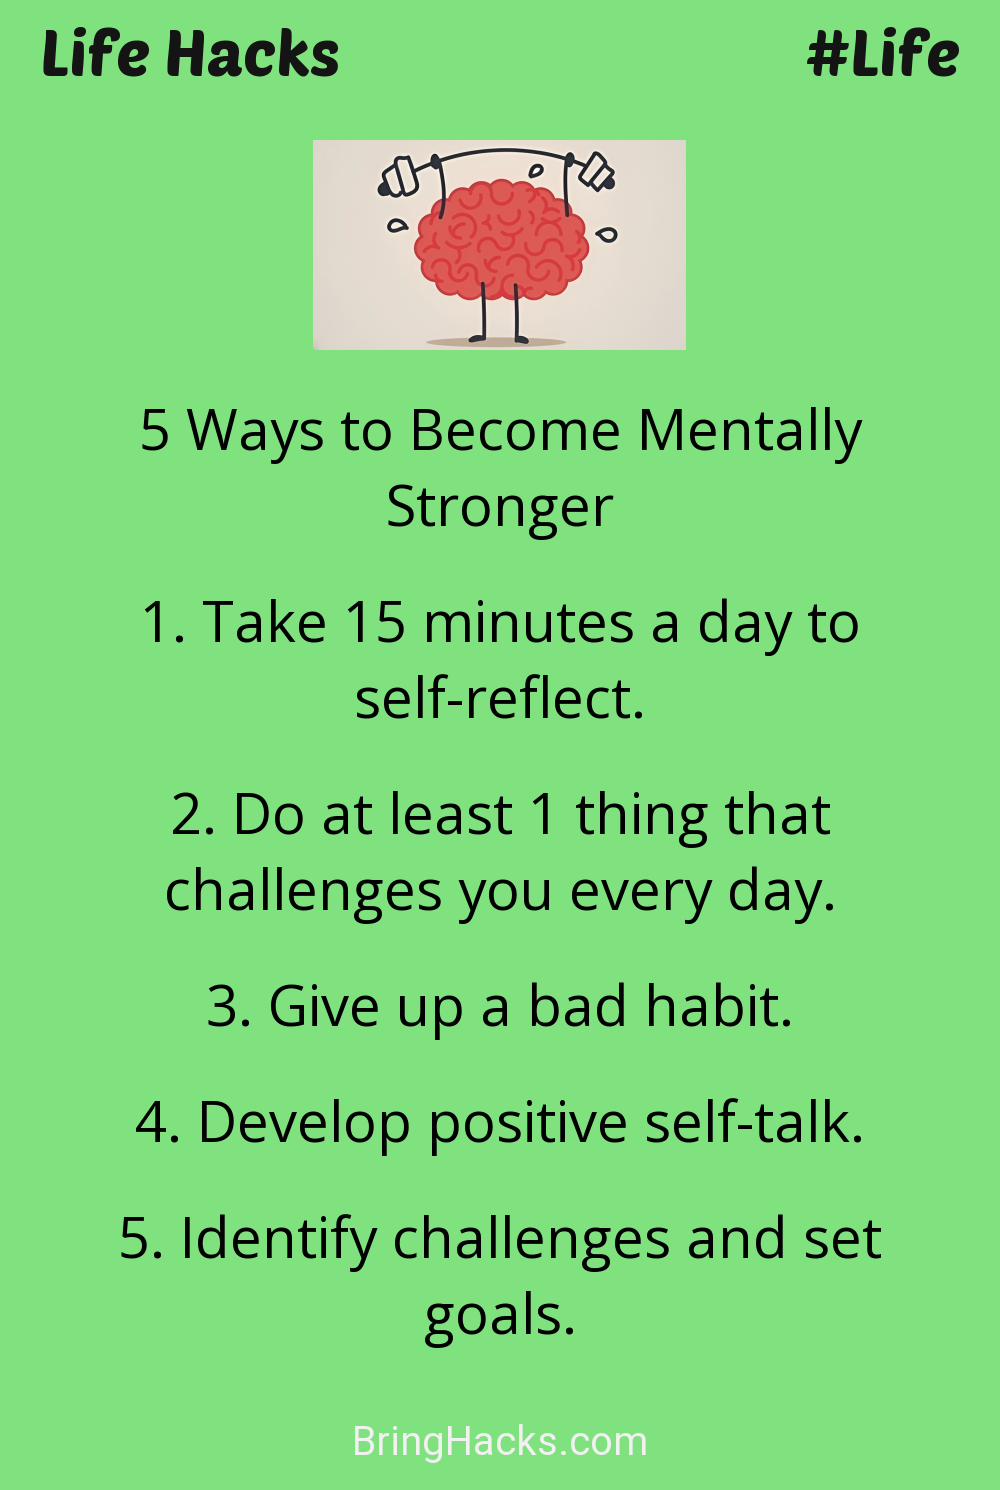 Life Hacks #Life
5 Ways to Become Mentally
Stronger
1. Take 15 minutes a day to
self-reflect.
2. Do at least 1 thing that
challenges you every day.
3. Give up a bad habit.
4. Develop positive self-talk.
5. Identify challenges and set
goals.
BringHacks.com